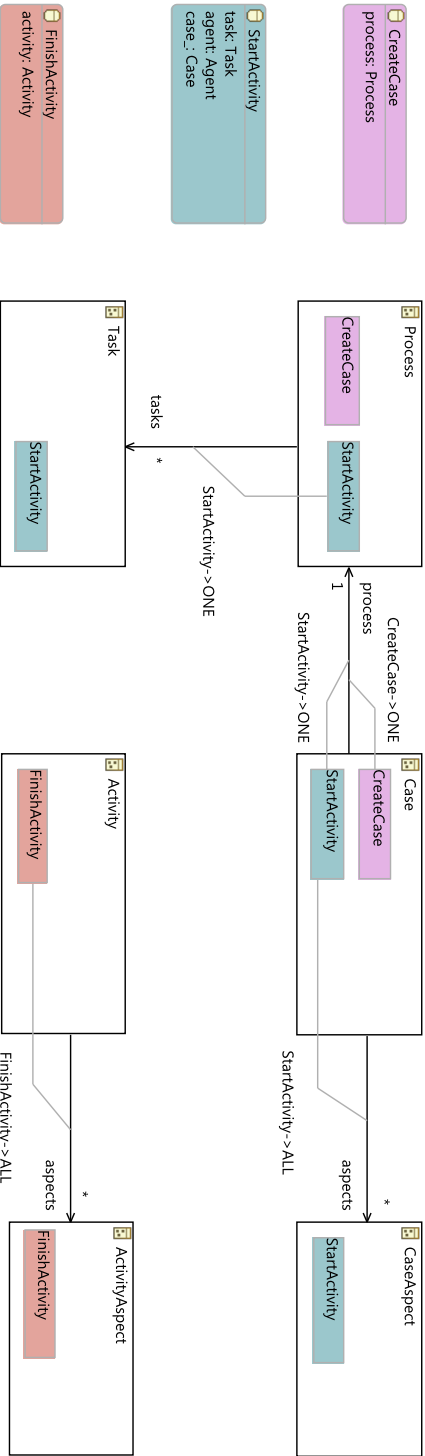 CreateCase
process: Process
StartActivity
task: Task
agent: Agent
case_: Case
FinishActivity
activity: Activity
Process
CreateCase
StartActivity
tasks
*
StartActivity->ONE
Task
StartActivity
process
1
CreateCase->ONE
StartActivity->ONE
Case
CreateCase
StartActivity
StartActivity->ALL
aspects
*
CaseAspect
StartActivity
Activity
FinishActivity
FinishActivity->ALL
aspects
*
ActivityAspect
FinishActivity